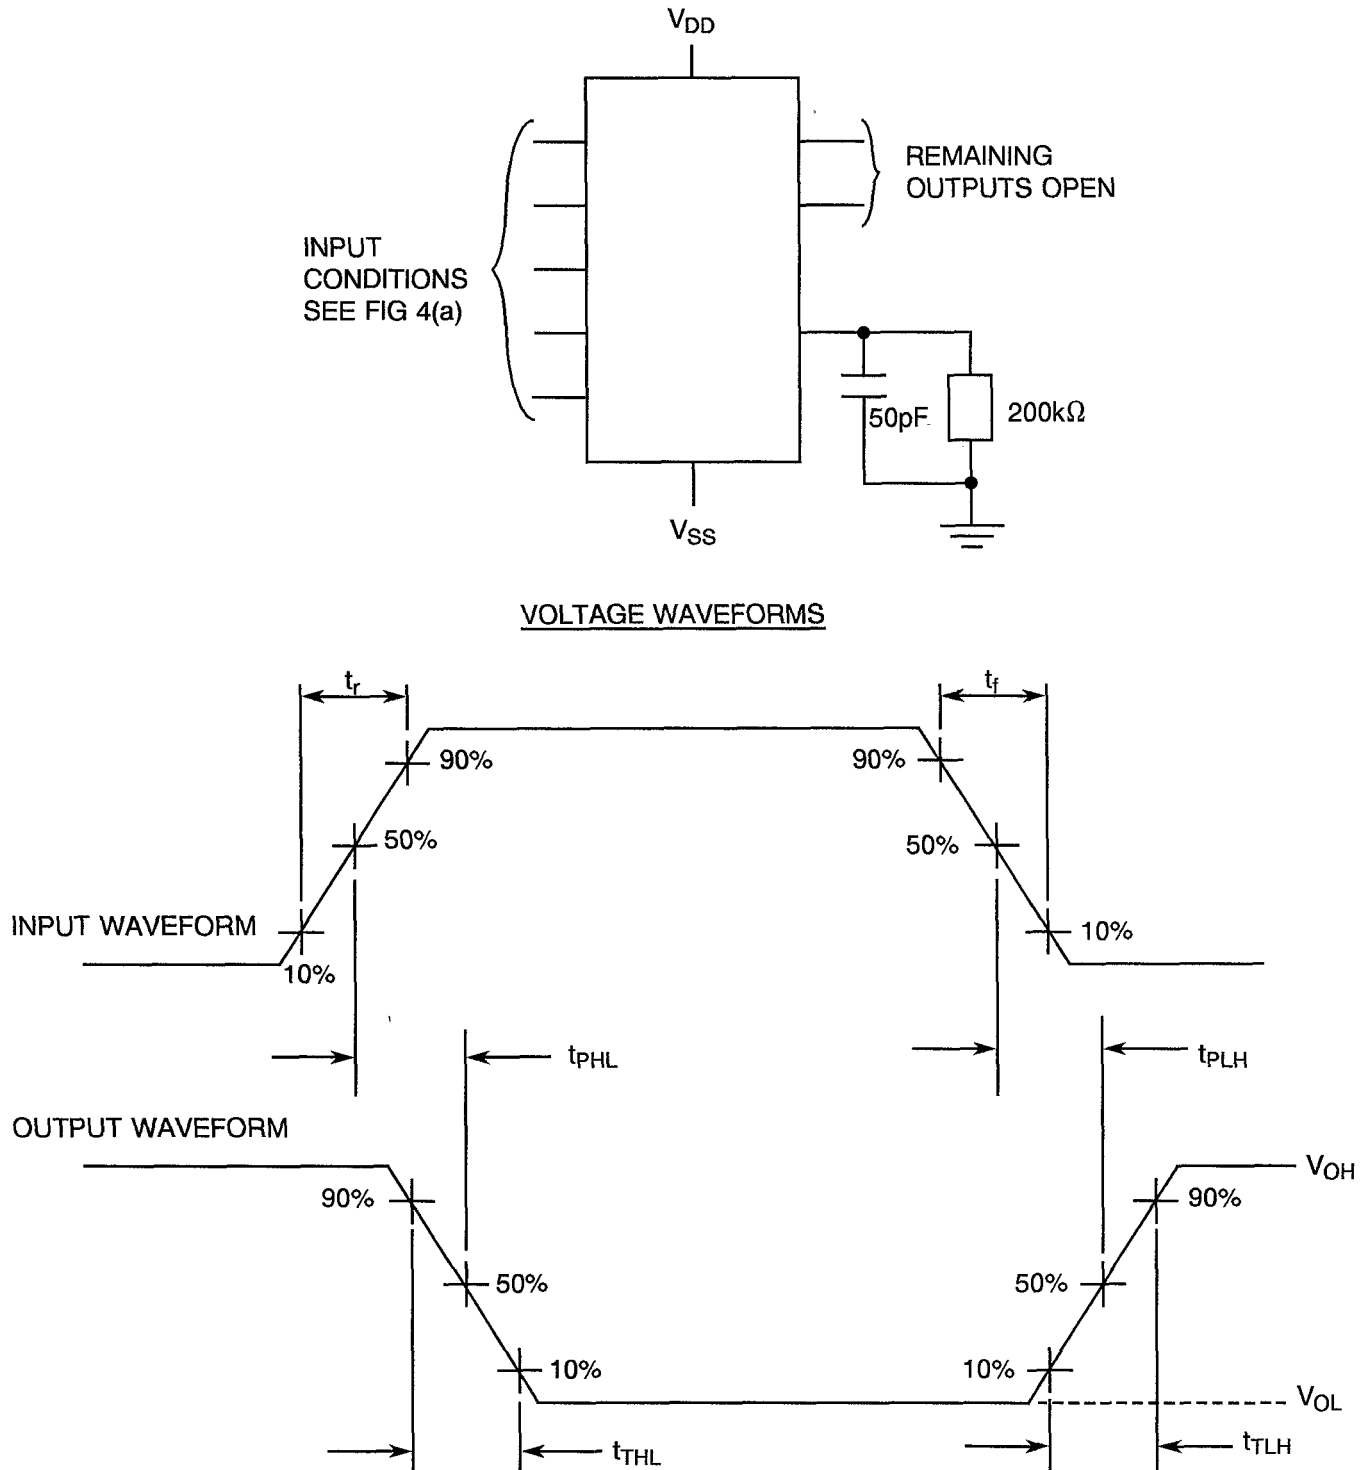 VDD
REMAINING
OUTPUTS OPEN
INPUT
CONDITIONS
SEE FIG 4(a)
50pF
200kΩ
VSS
VOLTAGE WAVEFORMS
tr
tf
90%
90%
50%
50%
INPUT WAVEFORM
10%
10%
tPHL
tPLH
OUTPUT WAVEFORM
VOH
90%
90%
50%
50%
10%
10%
VOL
tTHL
tTLH